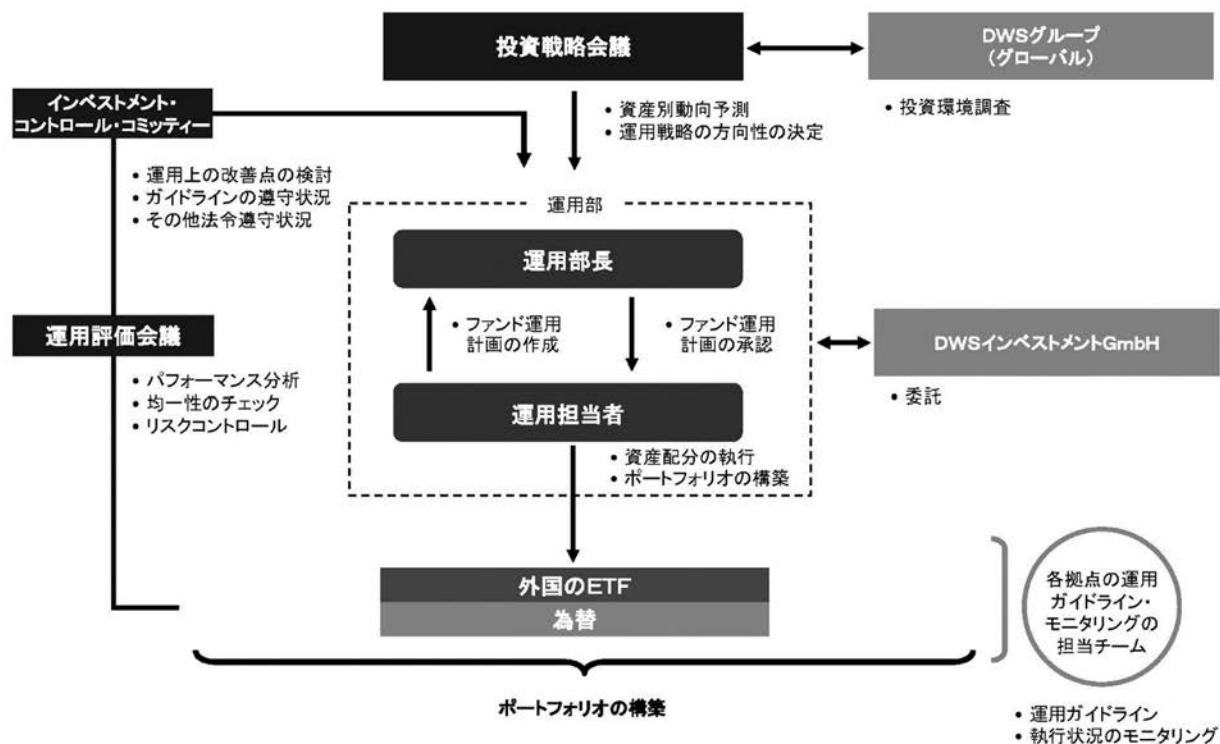 投資戦略会議
DWSグループ
(グローバル)
• 投資環境調査
• 資産別動向予測
• 運用戦略の方向性の決定
インベストメント・
コントロール・コミッティー
• 運用上の改善点の検討
• ガイドラインの遵守状況
• その他法令遵守状況
運用部
運用部長
• ファンド運用
計画の作成
• ファンド運用
計画の承認
運用評価会議
• パフォーマンス分析
• 均一性のチェック
• リスクコントロール
DWSインベストメントGmbH
• 委託
運用担当者
• 資産配分の執行
• ポートフォリオの構築
外国のETF
為替
各拠点の運用
ガイドライン・
モニタリングの
担当チーム
ポートフォリオの構築
• 運用ガイドライン
• 執行状況のモニタリング